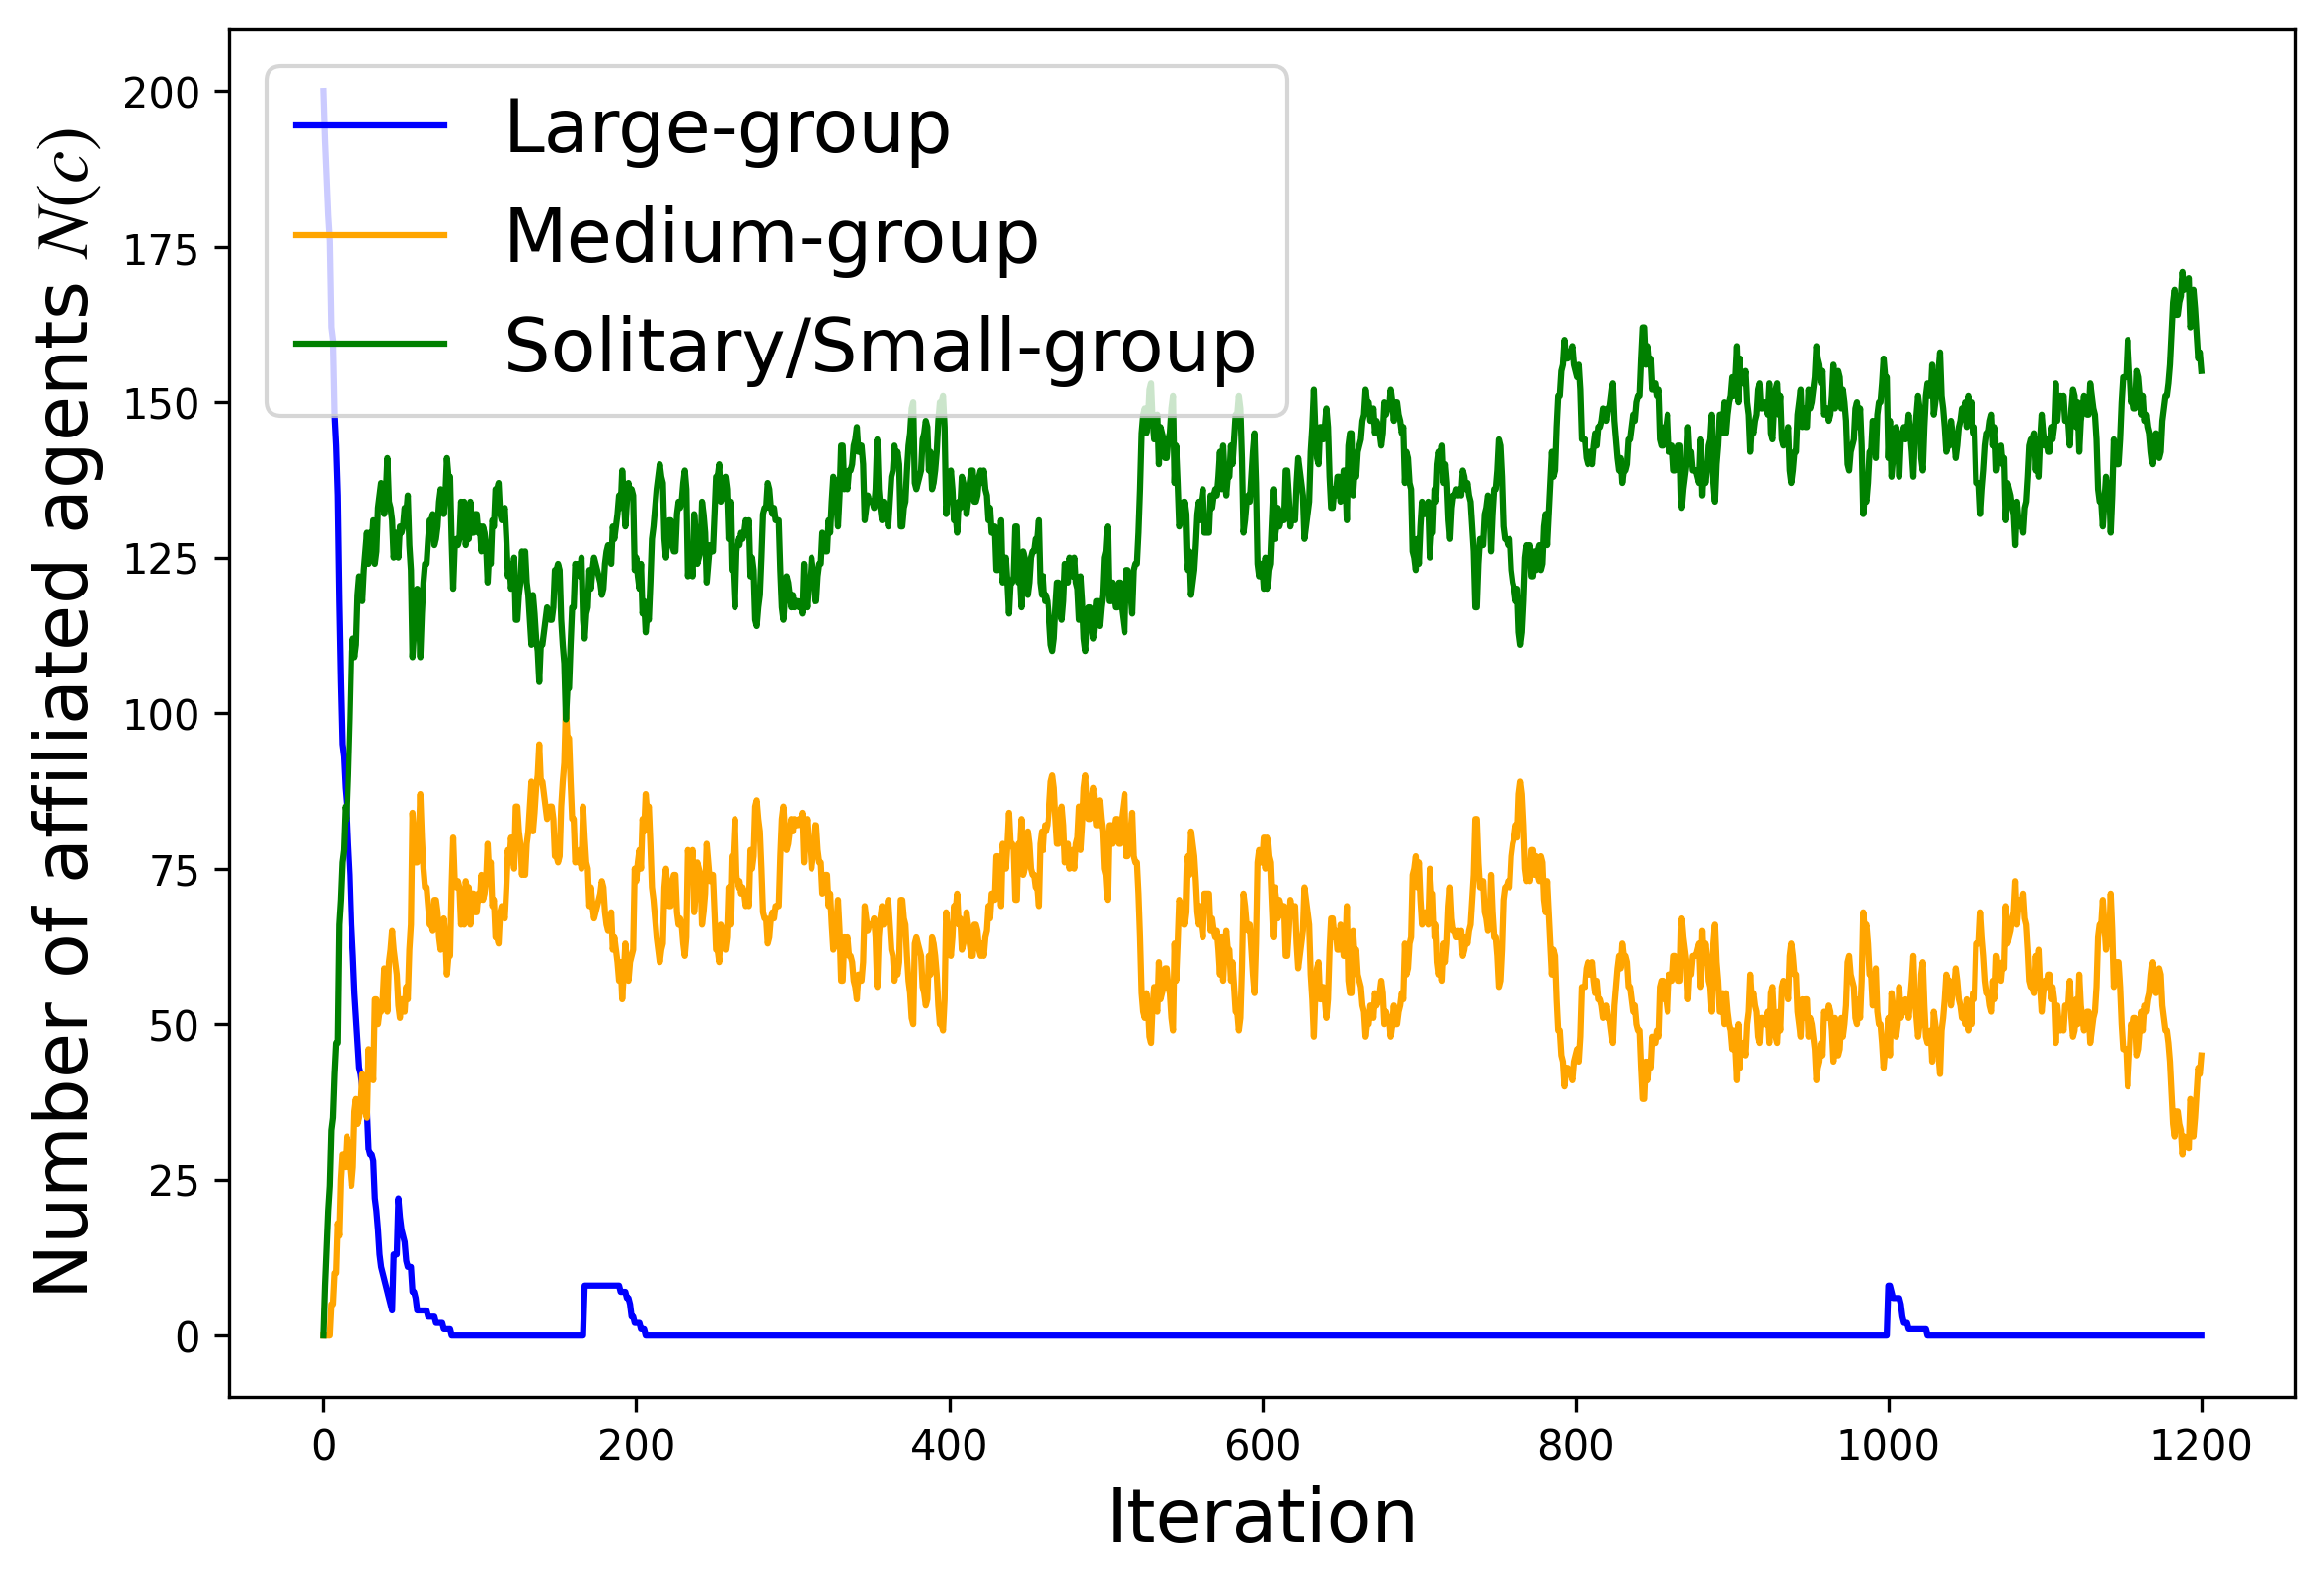 Number of affiliated agents N(c)
200
175
150
125
100
75
50
25
0
Large-group
Medium-group
Solitary/Small-group
0 200 400 600 800 1000 1200
Iteration